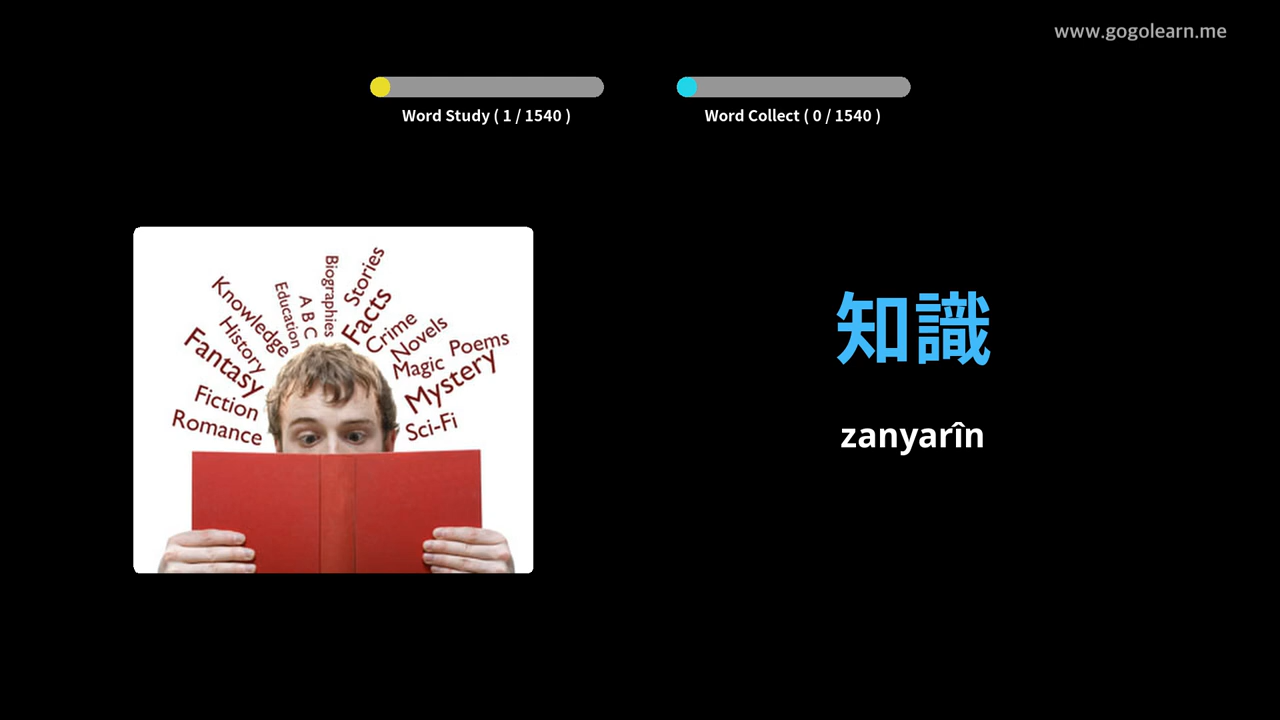 www.gogolearn.me
Word Study ( 1 / 1540 )
Word Collect ( 0 / 1540 )
Knowledge
History
Fantasy
Fiction
Romance
Education
A B C
Biographies
Stories
Facts
Crime
Novels
Magic
Poems
Mystery
Sci-Fi
知識
zanyarîn